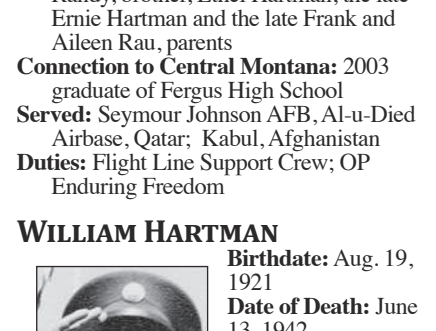 Randy, brother; Ethel Hartman, the late
Ernie Hartman and the late Frank and
Aileen Rau, parents
Connection to Central Montana: 2003
graduate of Fergus High School
Served: Seymour Johnson AFB, Al-u-Died
Airbase, Qatar; Kabul, Afghanistan
Duties: Flight Line Support Crew; OP
Enduring Freedom
WILLIAM HARTMAN
Birthdate: Aug. 19,
1921
Date of Death: June
13, 1942